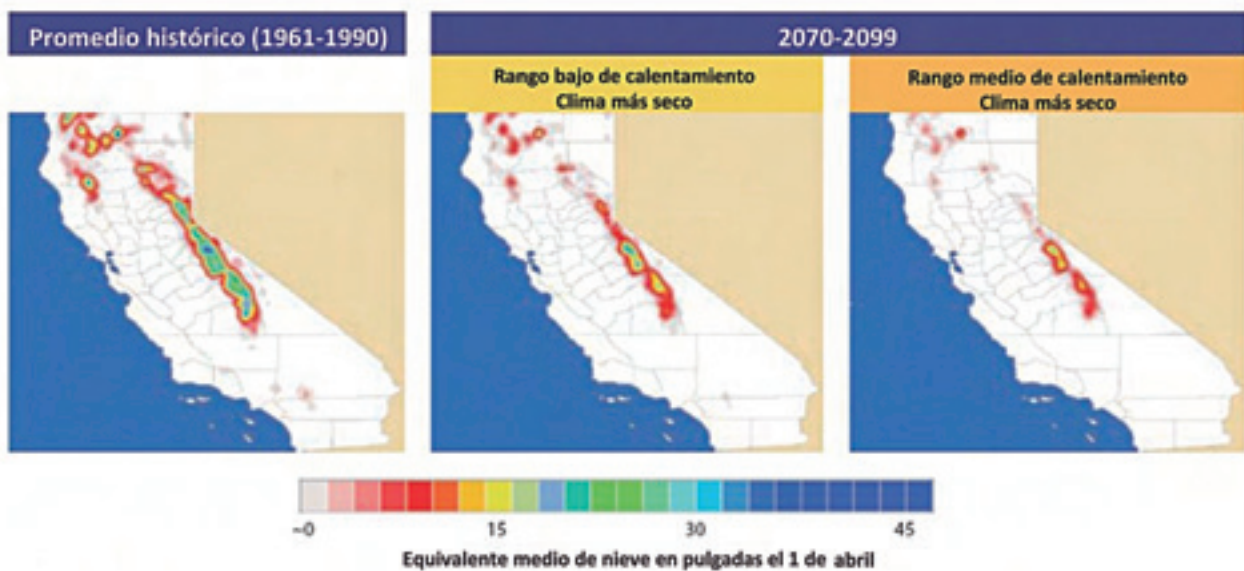 Promedio histórico (1961-1990)
2070-2099
Rango bajo de calentamiento
Clima más seco
Rango medio de calentamiento
Clima más seco
~0
15
30
45
Equivalente medio de nieve en pulgadas el 1 de abril